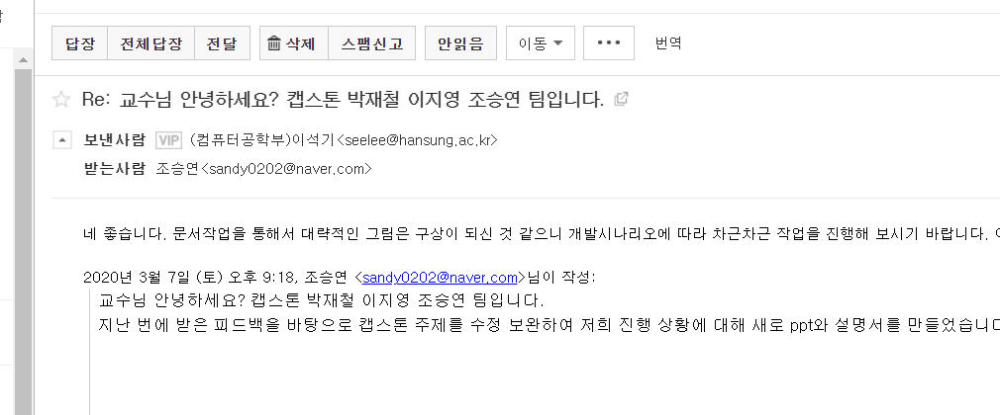 답장 전체답장 전달 삭제 스팸신고 안읽음 이동 ••• 번역
Re: 교수님 안녕하세요? 캡스톤 박재철 이지영 조승연 팀입니다.
보낸사람 VIP (컴퓨터공학부)이석기<seelee@hansung.ac.kr>
받는사람 조승연<sandy0202@naver.com>
네 좋습니다. 문서작업을 통해서 대략적인 그림은 구상이 되신 것 같으니 개발시나리오에 따라 차근차근 작업을 진행해 보시기 바랍니다.
2020년 3월 7일 (토) 오후 9:18, 조승연 <sandy0202@naver.com>님이 작성:
교수님 안녕하세요? 캡스톤 박재철 이지영 조승연 팀입니다.
지난 번에 받은 피드백을 바탕으로 캡스톤 주제를 수정 보완하여 저희 진행 상황에 대해 새로 ppt와 설명서를 만들었습니다